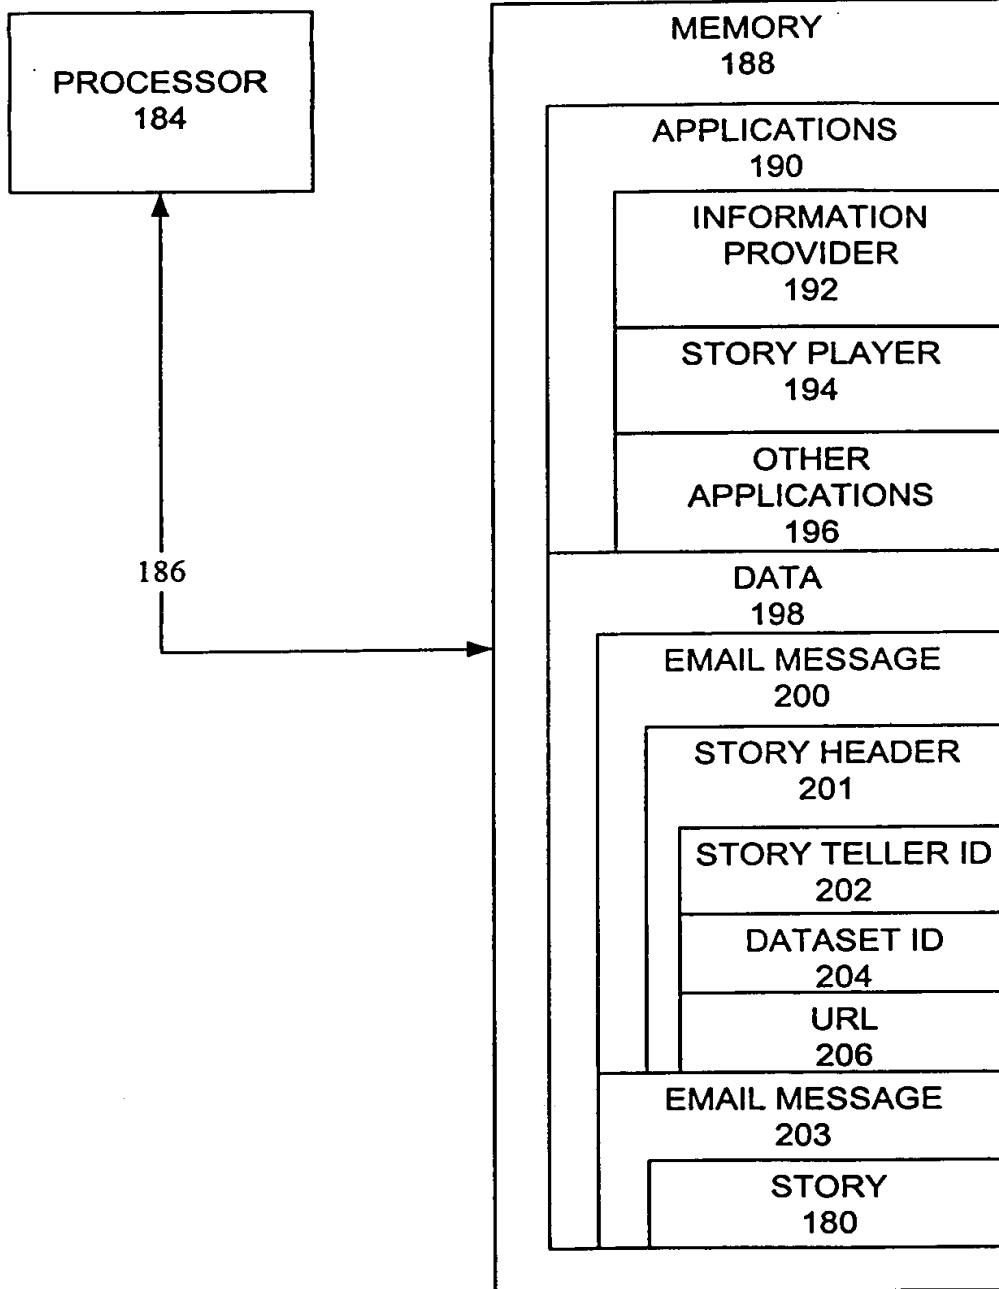 PROCESSOR
184
186
MEMORY
188
APPLICATIONS
190
INFORMATION
PROVIDER
192
STORY PLAYER
194
OTHER
APPLICATIONS
196
DATA
198
EMAIL MESSAGE
200
STORY HEADER
201
STORY TELLER ID
202
DATASET ID
204
URL
206
EMAIL MESSAGE
203
STORY
180